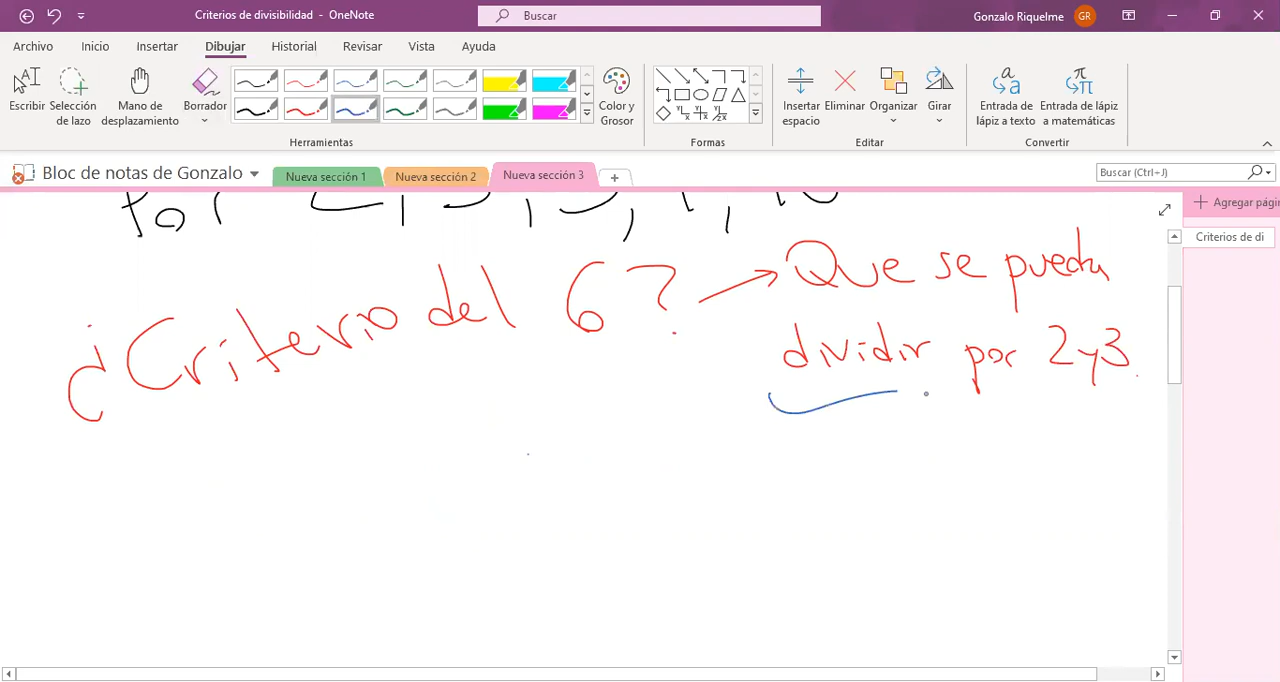 Criterios de divisibilidad - OneNote
Buscar
Gonzalo Riquelme
GR
Archivo Inicio Insertar Dibujar Historial Revisar Vista Ayuda
Escribir
Selección de lazo
Mano de desplazamiento
Borrador
Color y Grosor
Insertar espacio
Eliminar
Organizar
Girar
Entrada de lápiz a texto
Entrada de lápiz a matemáticas
Herramientas
Formas
Editar
Convertir
Bloc de notas de Gonzalo
Nueva sección 1
Nueva sección 2
Nueva sección 3
Buscar (Ctrl+J)
Agregar págin
Criterios de di
por
¿Criterio del 6?
Que se pueda
dividir por 2 y 3.